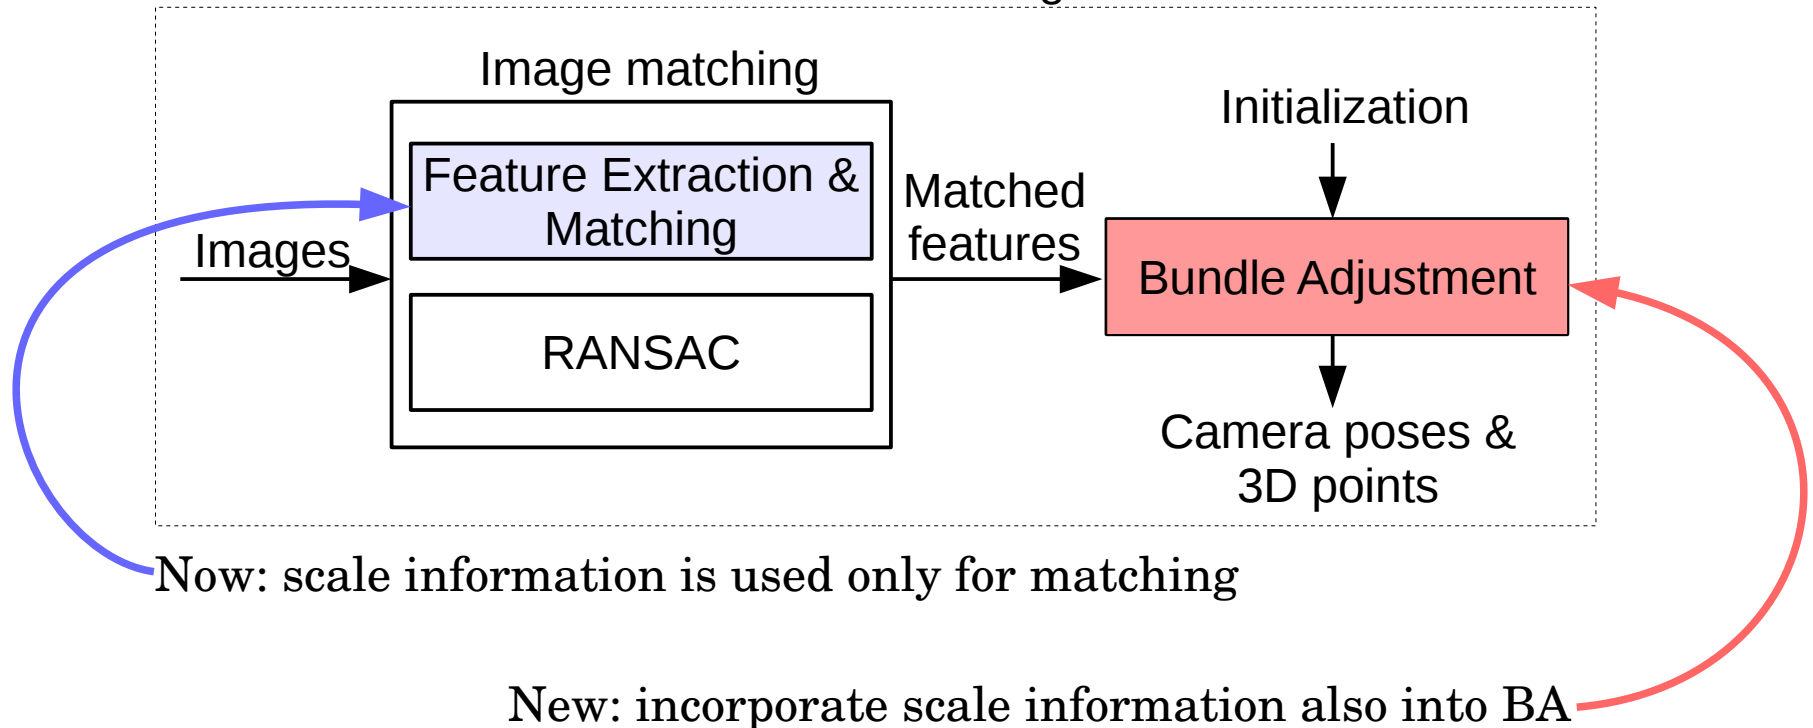 Image matching
Feature Extraction &
Matching
RANSAC
Images
Matched
features
Initialization
Bundle Adjustment
Camera poses &
3D points
Now: scale information is used only for matching
New: incorporate scale information also into BA